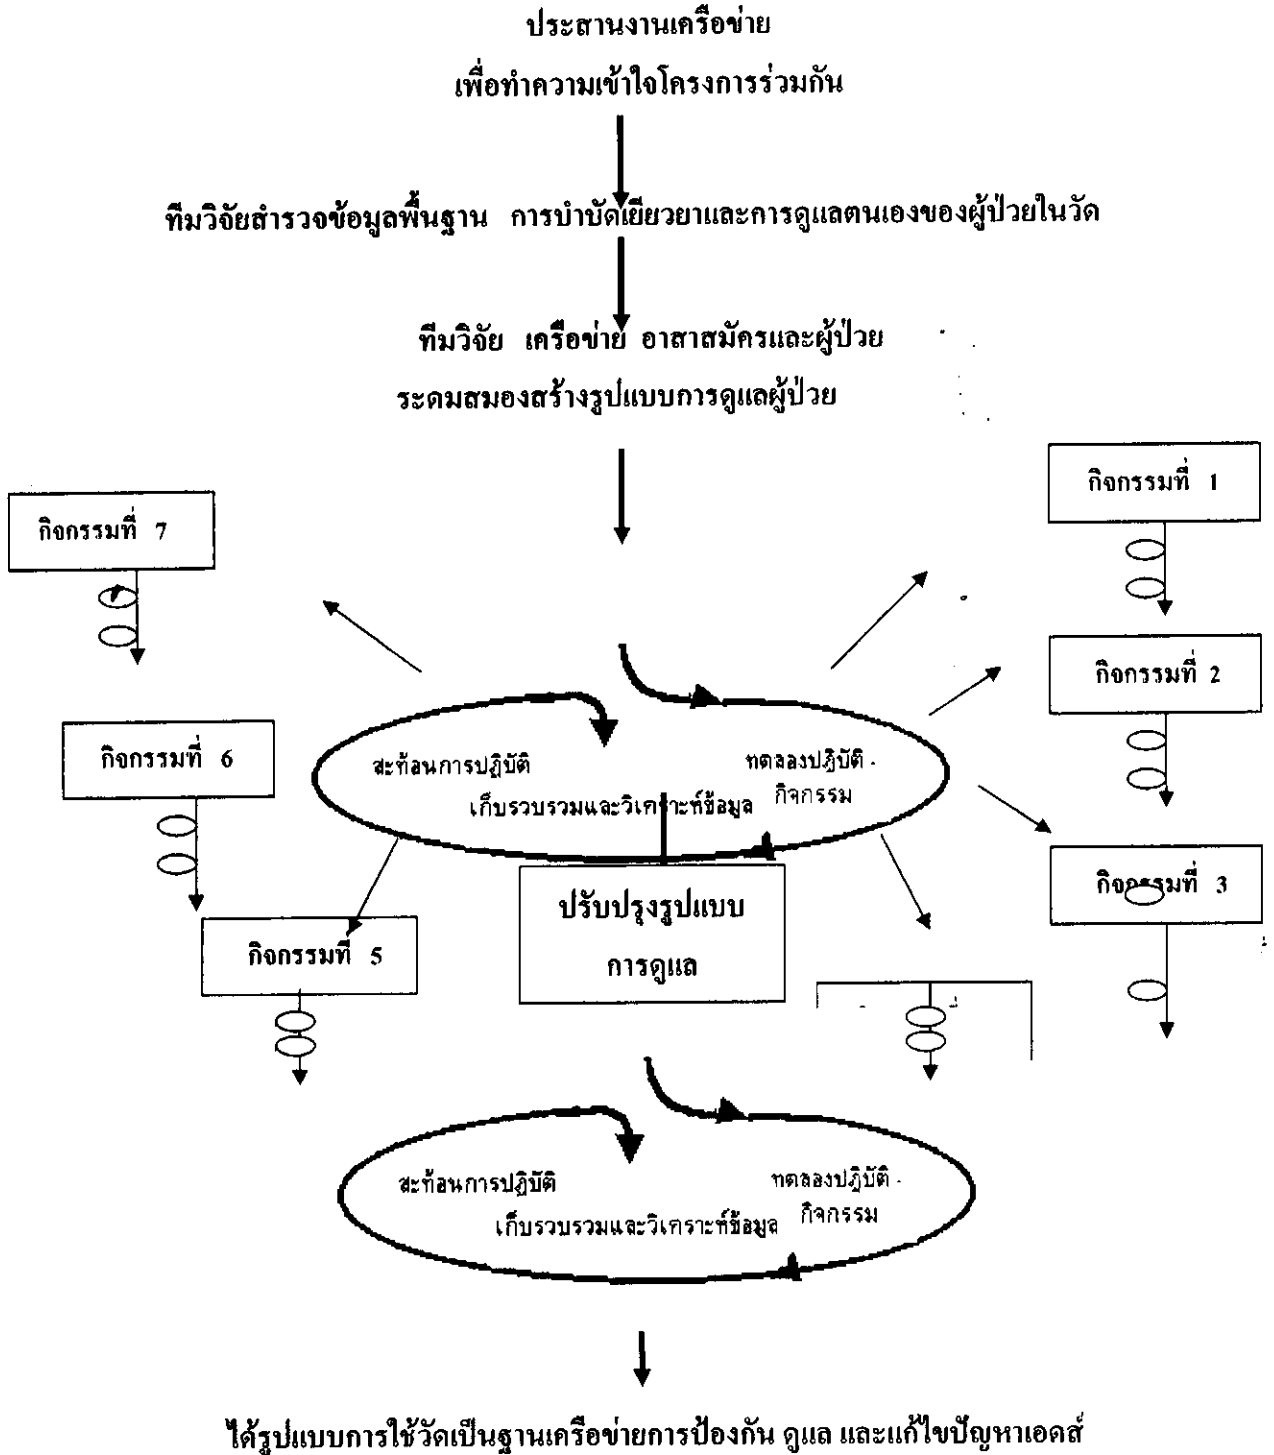 ประสานงานเครือข่าย
เพื่อทำความเข้าใจโครงการร่วมกัน
ทีมวิจัยสำรวจข้อมูลพื้นฐาน การบำบัดเยียวยาและการดูแลตนเองของผู้ป่วยในวัด
ทีมวิจัย เครือข่าย อาสาสมัครและผู้ป่วย
ระดมสมองสร้างรูปแบบการดูแลผู้ป่วย
กิจกรรมที่ 1
กิจกรรมที่ 7
กิจกรรมที่ 2
กิจกรรมที่ 6
สะท้อนการปฏิบัติ
ทดลองปฏิบัติ
กิจกรรม
เก็บรวบรวมและวิเคราะห์ข้อมูล
กิจกรรมที่ 3
ปรับปรุงรูปแบบ
การดูแล
กิจกรรมที่ 5
สะท้อนการปฏิบัติ
ทดลองปฏิบัติ
กิจกรรม
เก็บรวบรวมและวิเคราะห์ข้อมูล
ได้รูปแบบการใช้วัดเป็นฐานเครือข่ายการป้องกัน ดูแล และแก้ไขปัญหาเอดส์